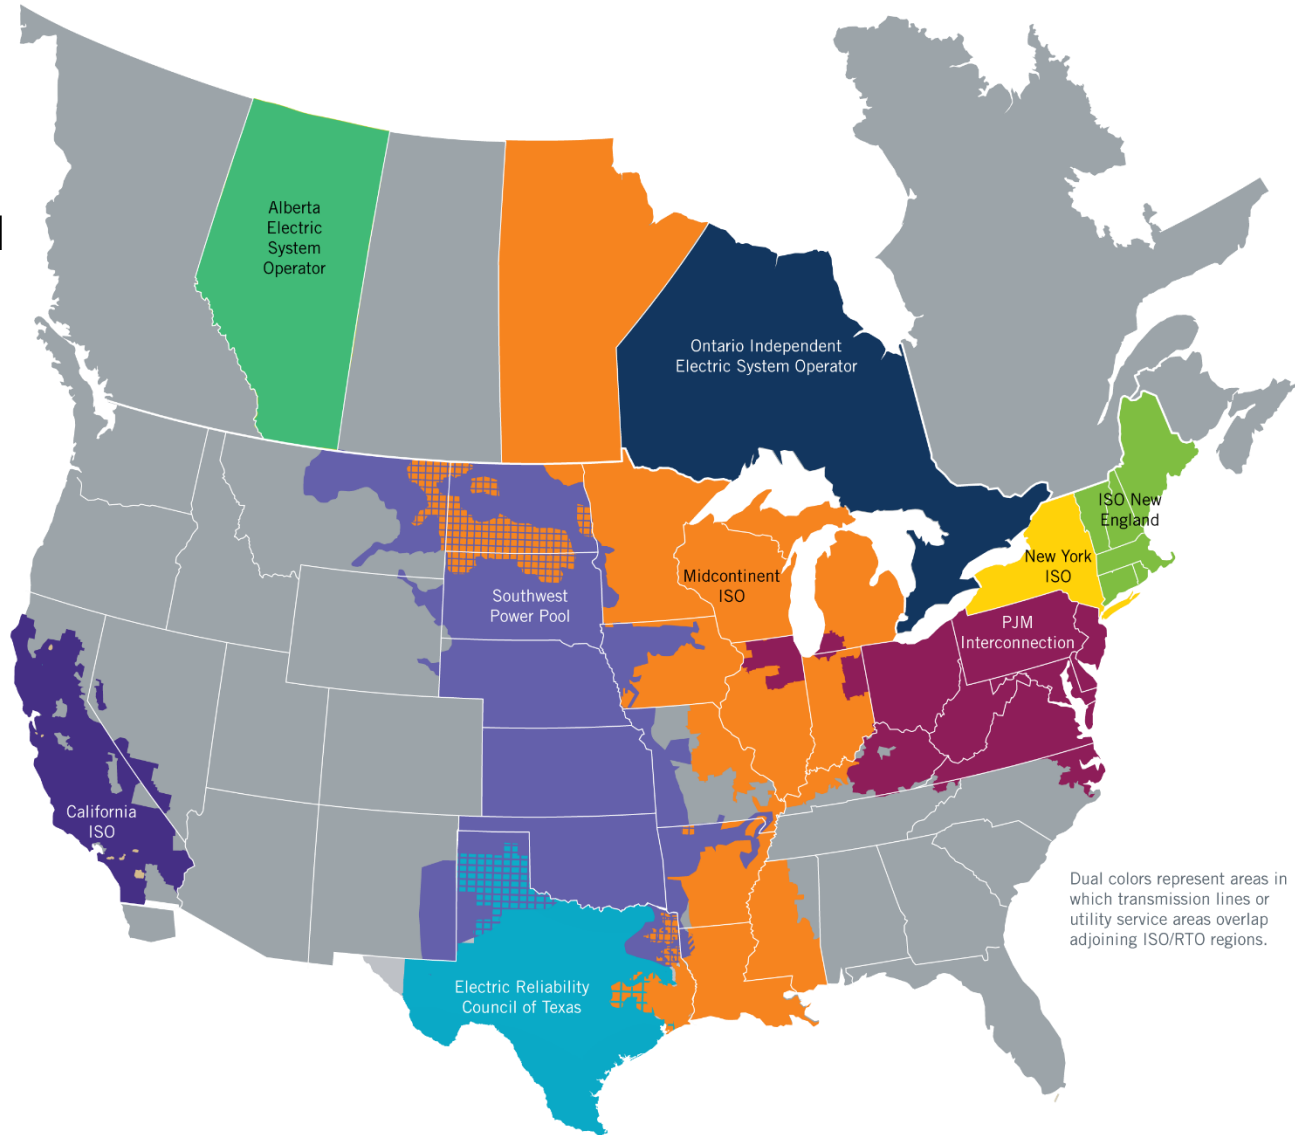 Alberta
Electric
System
Operator
Ontario Independent
Electric System Operator
ISO New
England
New York
ISO
Midcontinent
ISO
Southwest
Power Pool
PJM
Interconnection
California
ISO
Dual colors represent areas in
which transmission lines or
utility service areas overlap
adjoining ISO/RTO regions.
Electric Reliability
Council of Texas